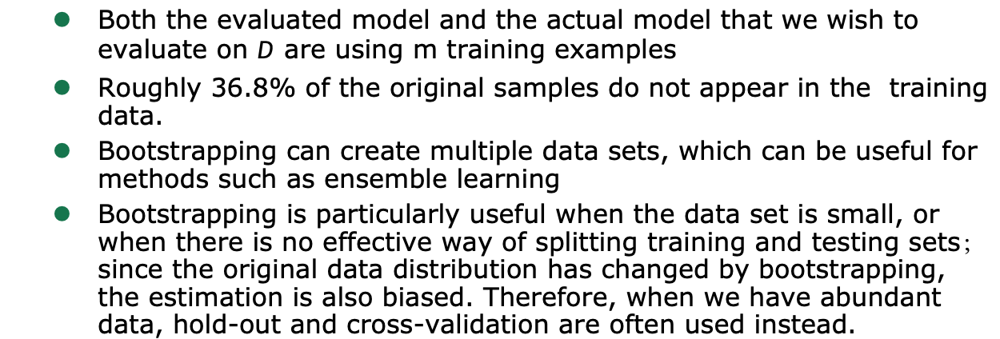 ● Both the evaluated model and the actual model that we wish to
evaluate on D are using m training examples
● Roughly 36.8% of the original samples do not appear in the training
data.
● Bootstrapping can create multiple data sets, which can be useful for
methods such as ensemble learning
● Bootstrapping is particularly useful when the data set is small, or
when there is no effective way of splitting training and testing sets；
since the original data distribution has changed by bootstrapping,
the estimation is also biased. Therefore, when we have abundant
data, hold-out and cross-validation are often used instead.